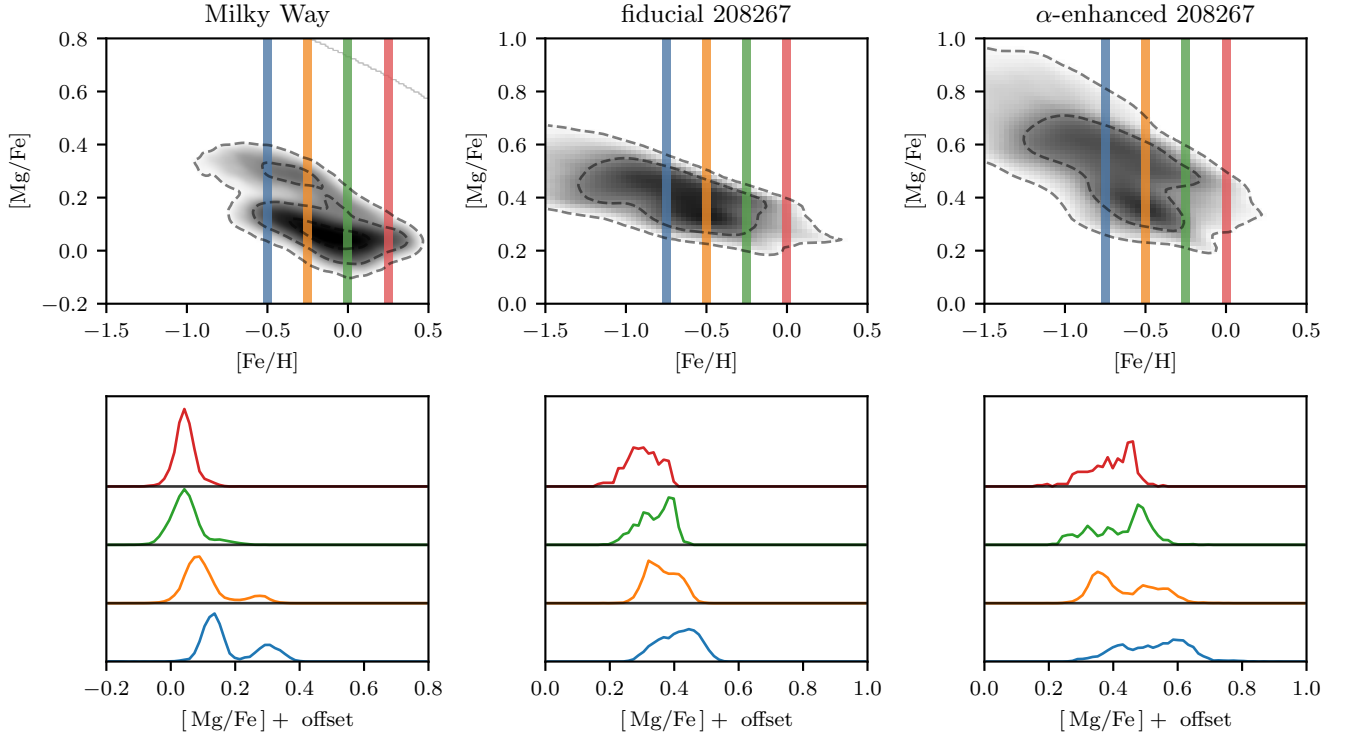 Milky Way
fiducial 208267
α-enhanced 208267
[Mg/Fe]
0.8
0.6
0.4
0.2
0.0
−0.2
−1.5 −1.0 −0.5 0.0 0.5
[Fe/H]
[Mg/Fe]
1.0
0.8
0.6
0.4
0.2
0.0
−1.5 −1.0 −0.5 0.0 0.5
[Fe/H]
[Mg/Fe]
1.0
0.8
0.6
0.4
0.2
0.0
−1.5 −1.0 −0.5 0.0 0.5
[Fe/H]
−0.2 0.0 0.2 0.4 0.6 0.8
[Mg/Fe] + offset
0.0 0.2 0.4 0.6 0.8 1.0
[Mg/Fe] + offset
0.0 0.2 0.4 0.6 0.8 1.0
[Mg/Fe] + offset